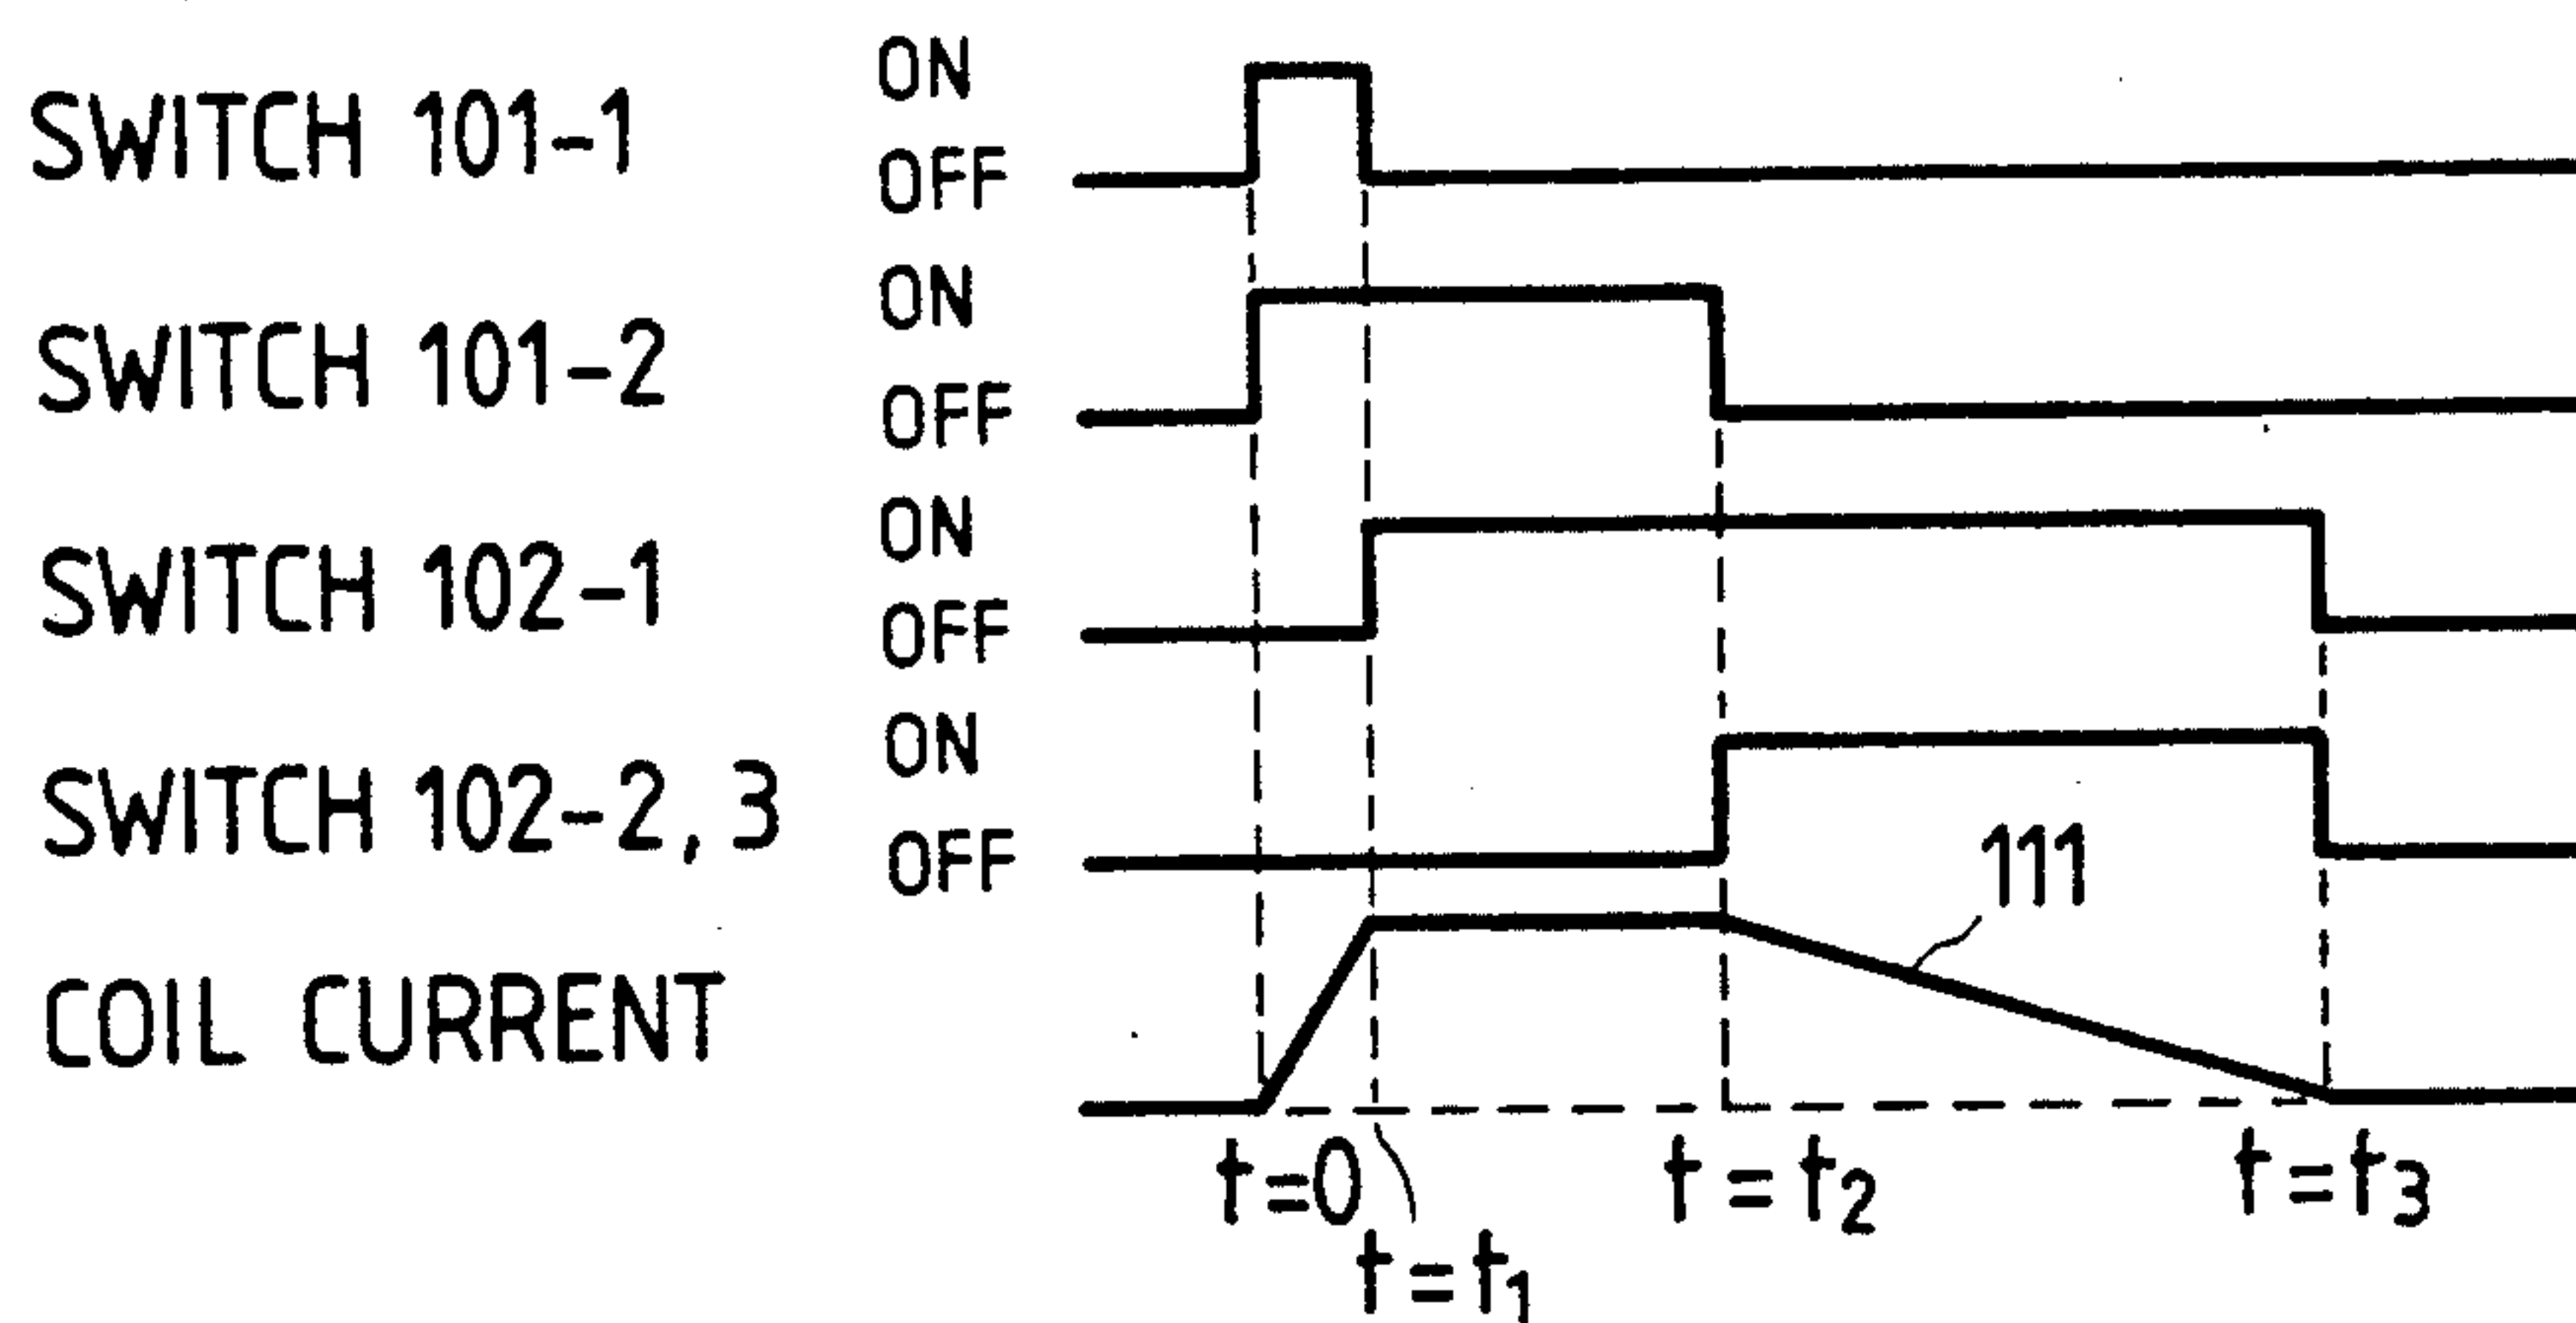 SWITCH 101-1 ON
OFF
SWITCH 101-2 ON
OFF
SWITCH 102-1 ON
OFF
SWITCH 102-2, 3 ON
OFF
111
COIL CURRENT
t=0
t=t1
t=t2
t=t3